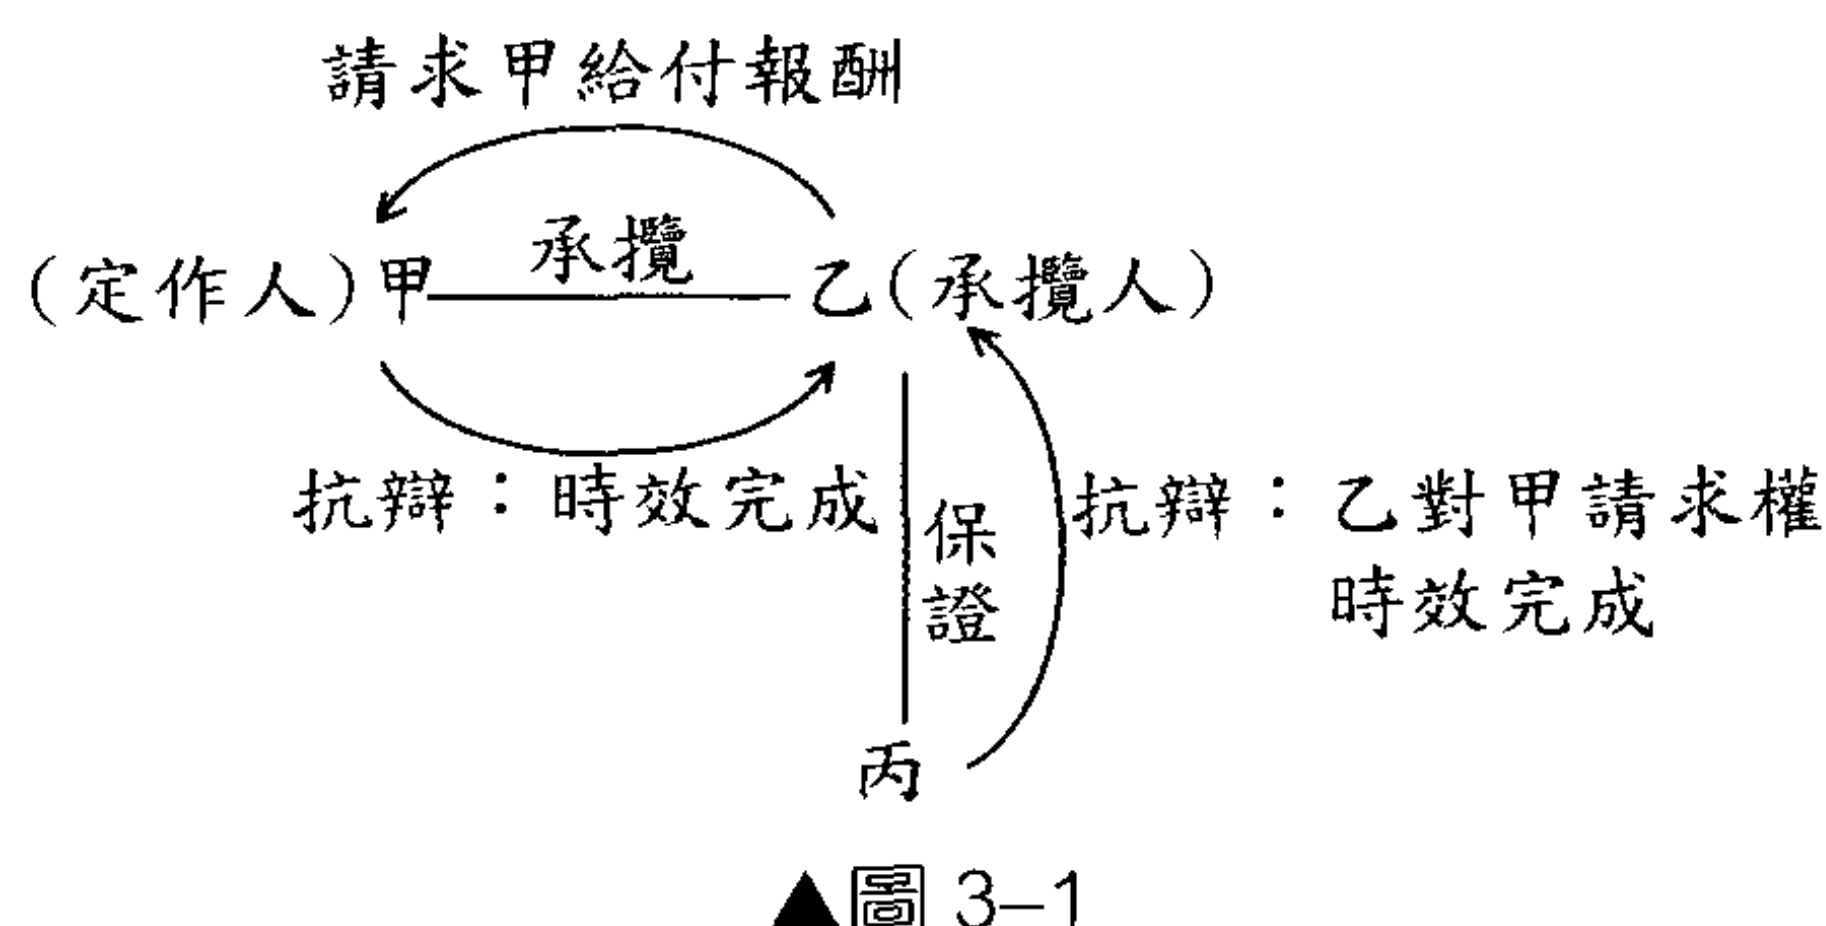 請求甲給付報酬
承攬
(定作人)甲 乙(承攬人)
抗辯：時效完成
保證
抗辯：乙對甲請求權
時效完成
丙
▲圖 3-1